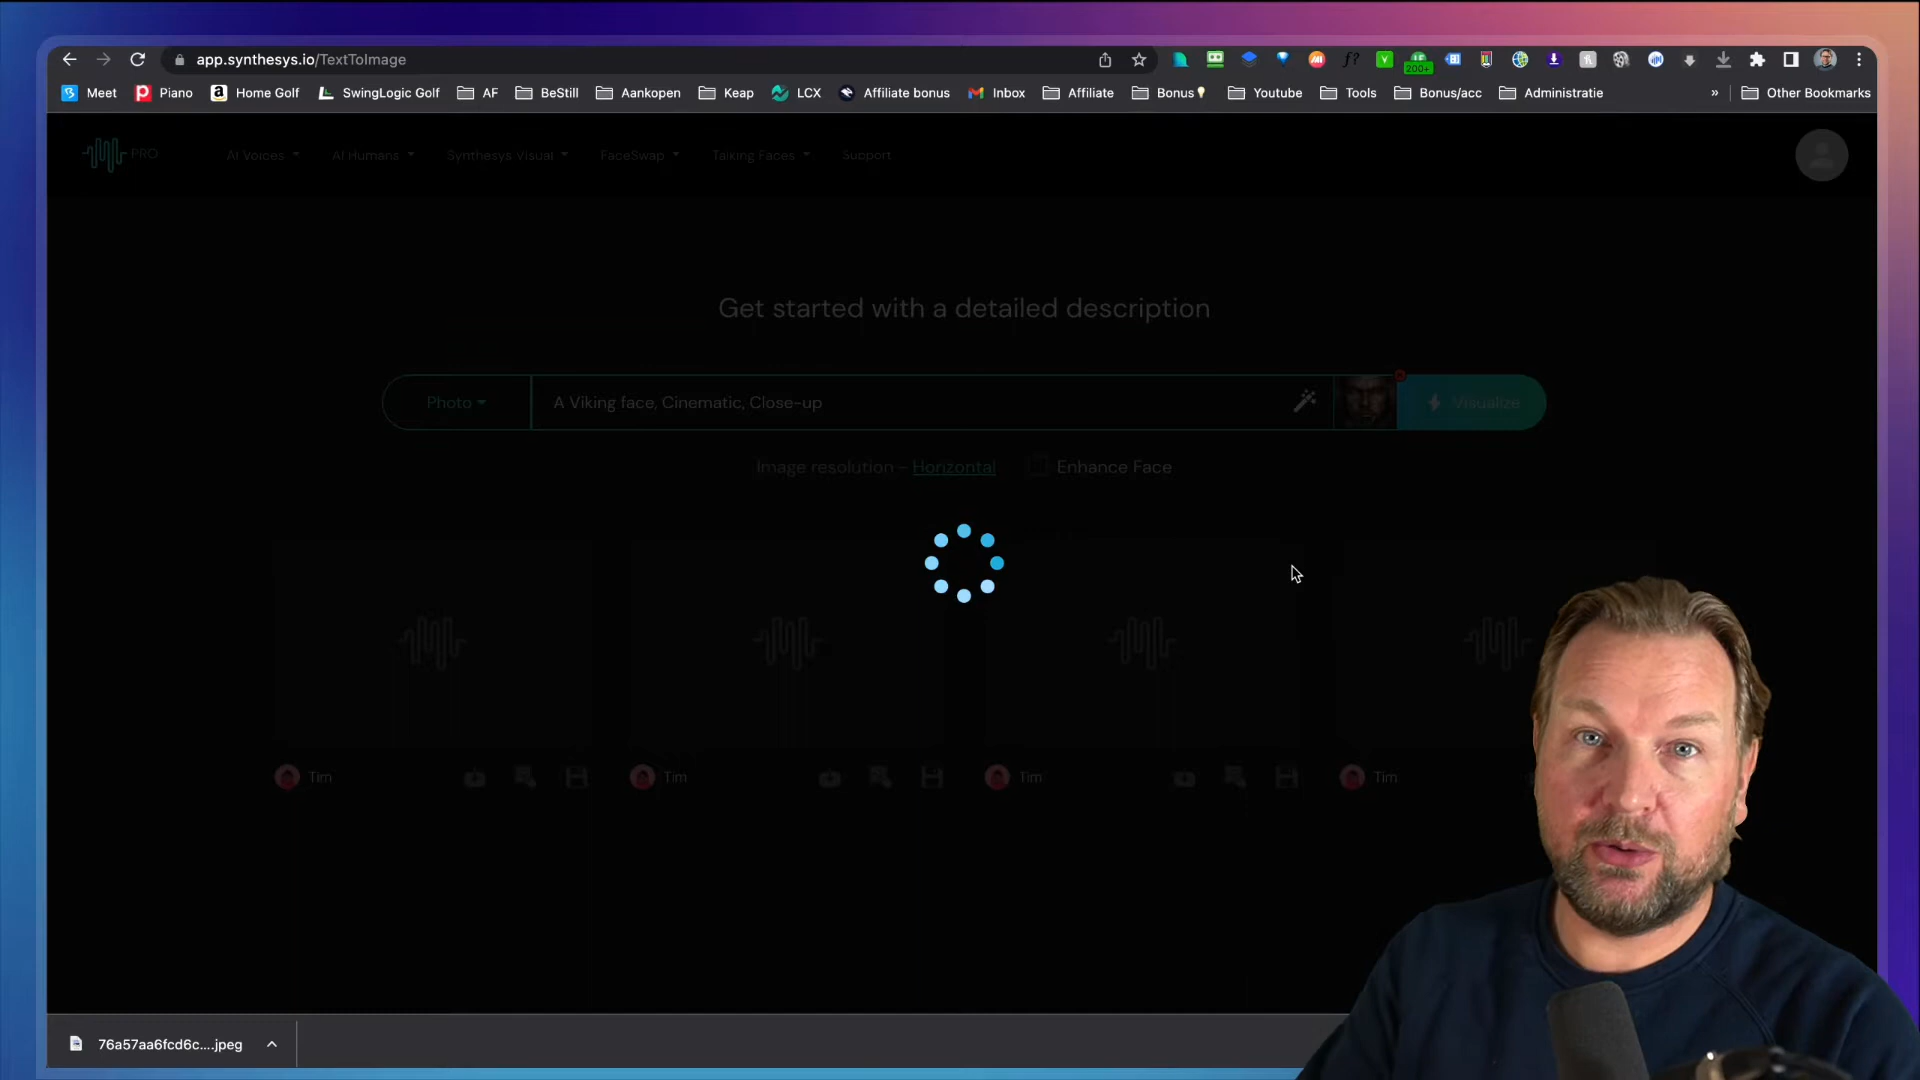 app.synthesys.io/TextToImage
200+
Meet Piano Home Golf SwingLogic Golf AF BeStill Aankopen Keap LCX Affiliate bonus Inbox Affiliate Bonus Youtube Tools Bonus/acc Administratie » Other Bookmarks
PRO AI Voices AI Humans Synthesys Visual FaceSwap Talking Faces Support
Get started with a detailed description
Photo A Viking face, Cinematic, Close-up Visualize
Image resolution – Horizontal Enhance Face
Tim Tim Tim Tim
76a57aa6fcd6c....jpeg